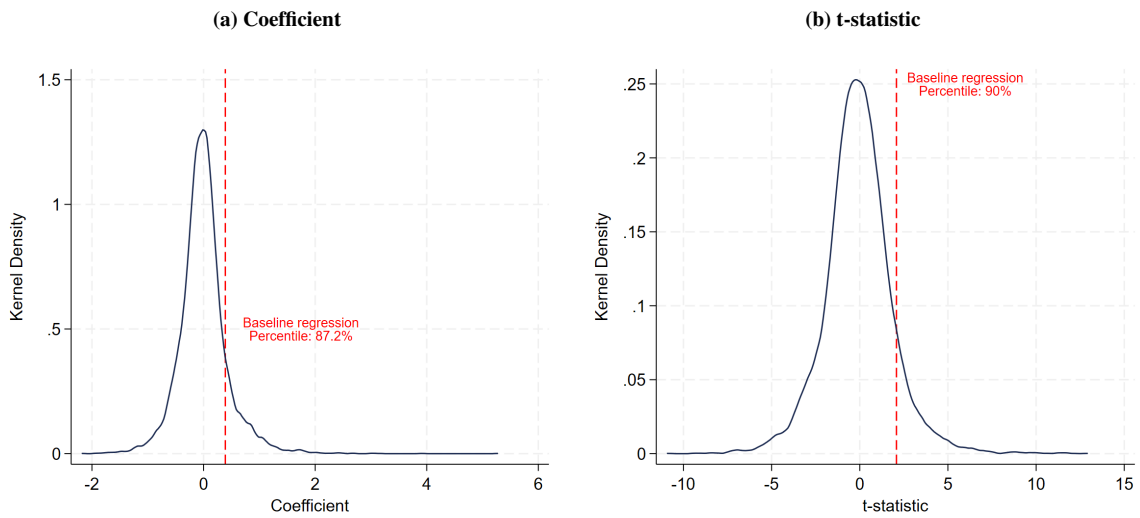 (a) Coefficient
1.5
1
.5
0
Kernel Density
Baseline regression
Percentile: 87.2%
-2
0
2
4
6
Coefficient
(b) t-statistic
.25
.2
.15
.1
.05
0
Kernel Density
Baseline regression
Percentile: 90%
-10
-5
0
5
10
15
t-statistic